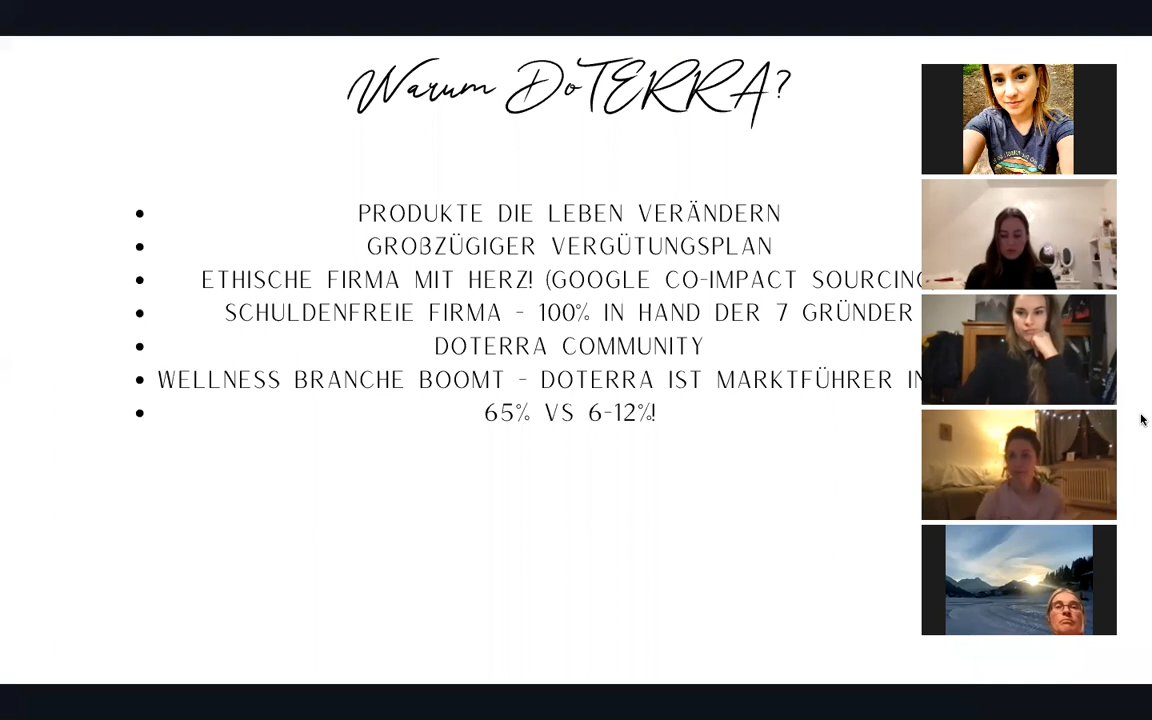 Warum DoTERRA?
PRODUKTE DIE LEBEN VERÄNDERN
GROßZÜGIGER VERGÜTUNGSPLAN
ETHISCHE FIRMA MIT HERZ! (GOOGLE CO-IMPACT SOURCING
SCHULDENFREIE FIRMA - 100% IN HAND DER 7 GRÜNDER
DOTERRA COMMUNITY
WELLNESS BRANCHE BOOMT - DOTERRA IST MARKTFÜHRER IN
65% VS 6-12%!